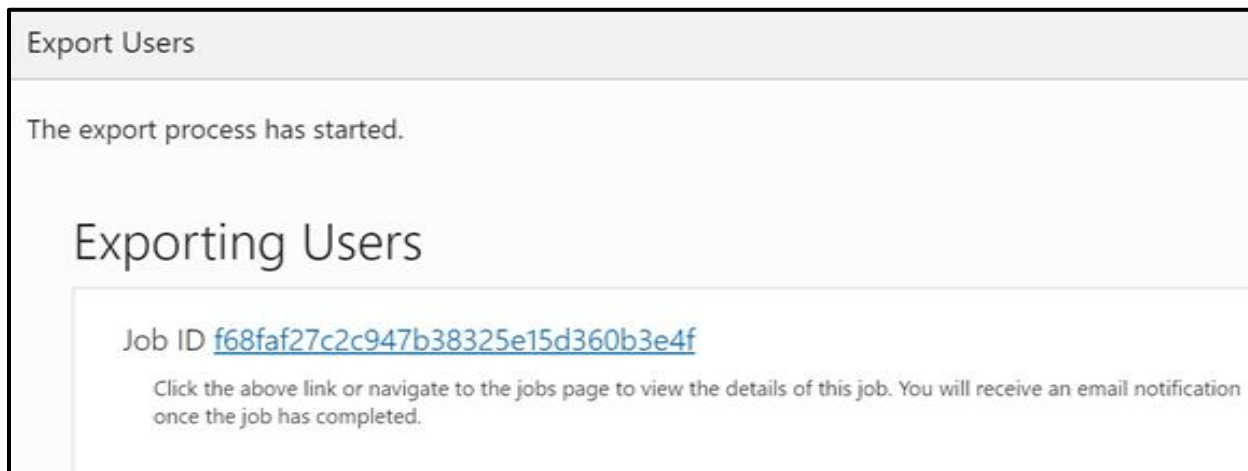 Export Users
The export process has started.
Exporting Users
Job ID f68faf27c2c947b38325e15d360b3e4f
Click the above link or navigate to the jobs page to view the details of this job. You will receive an email notification
once the job has completed.